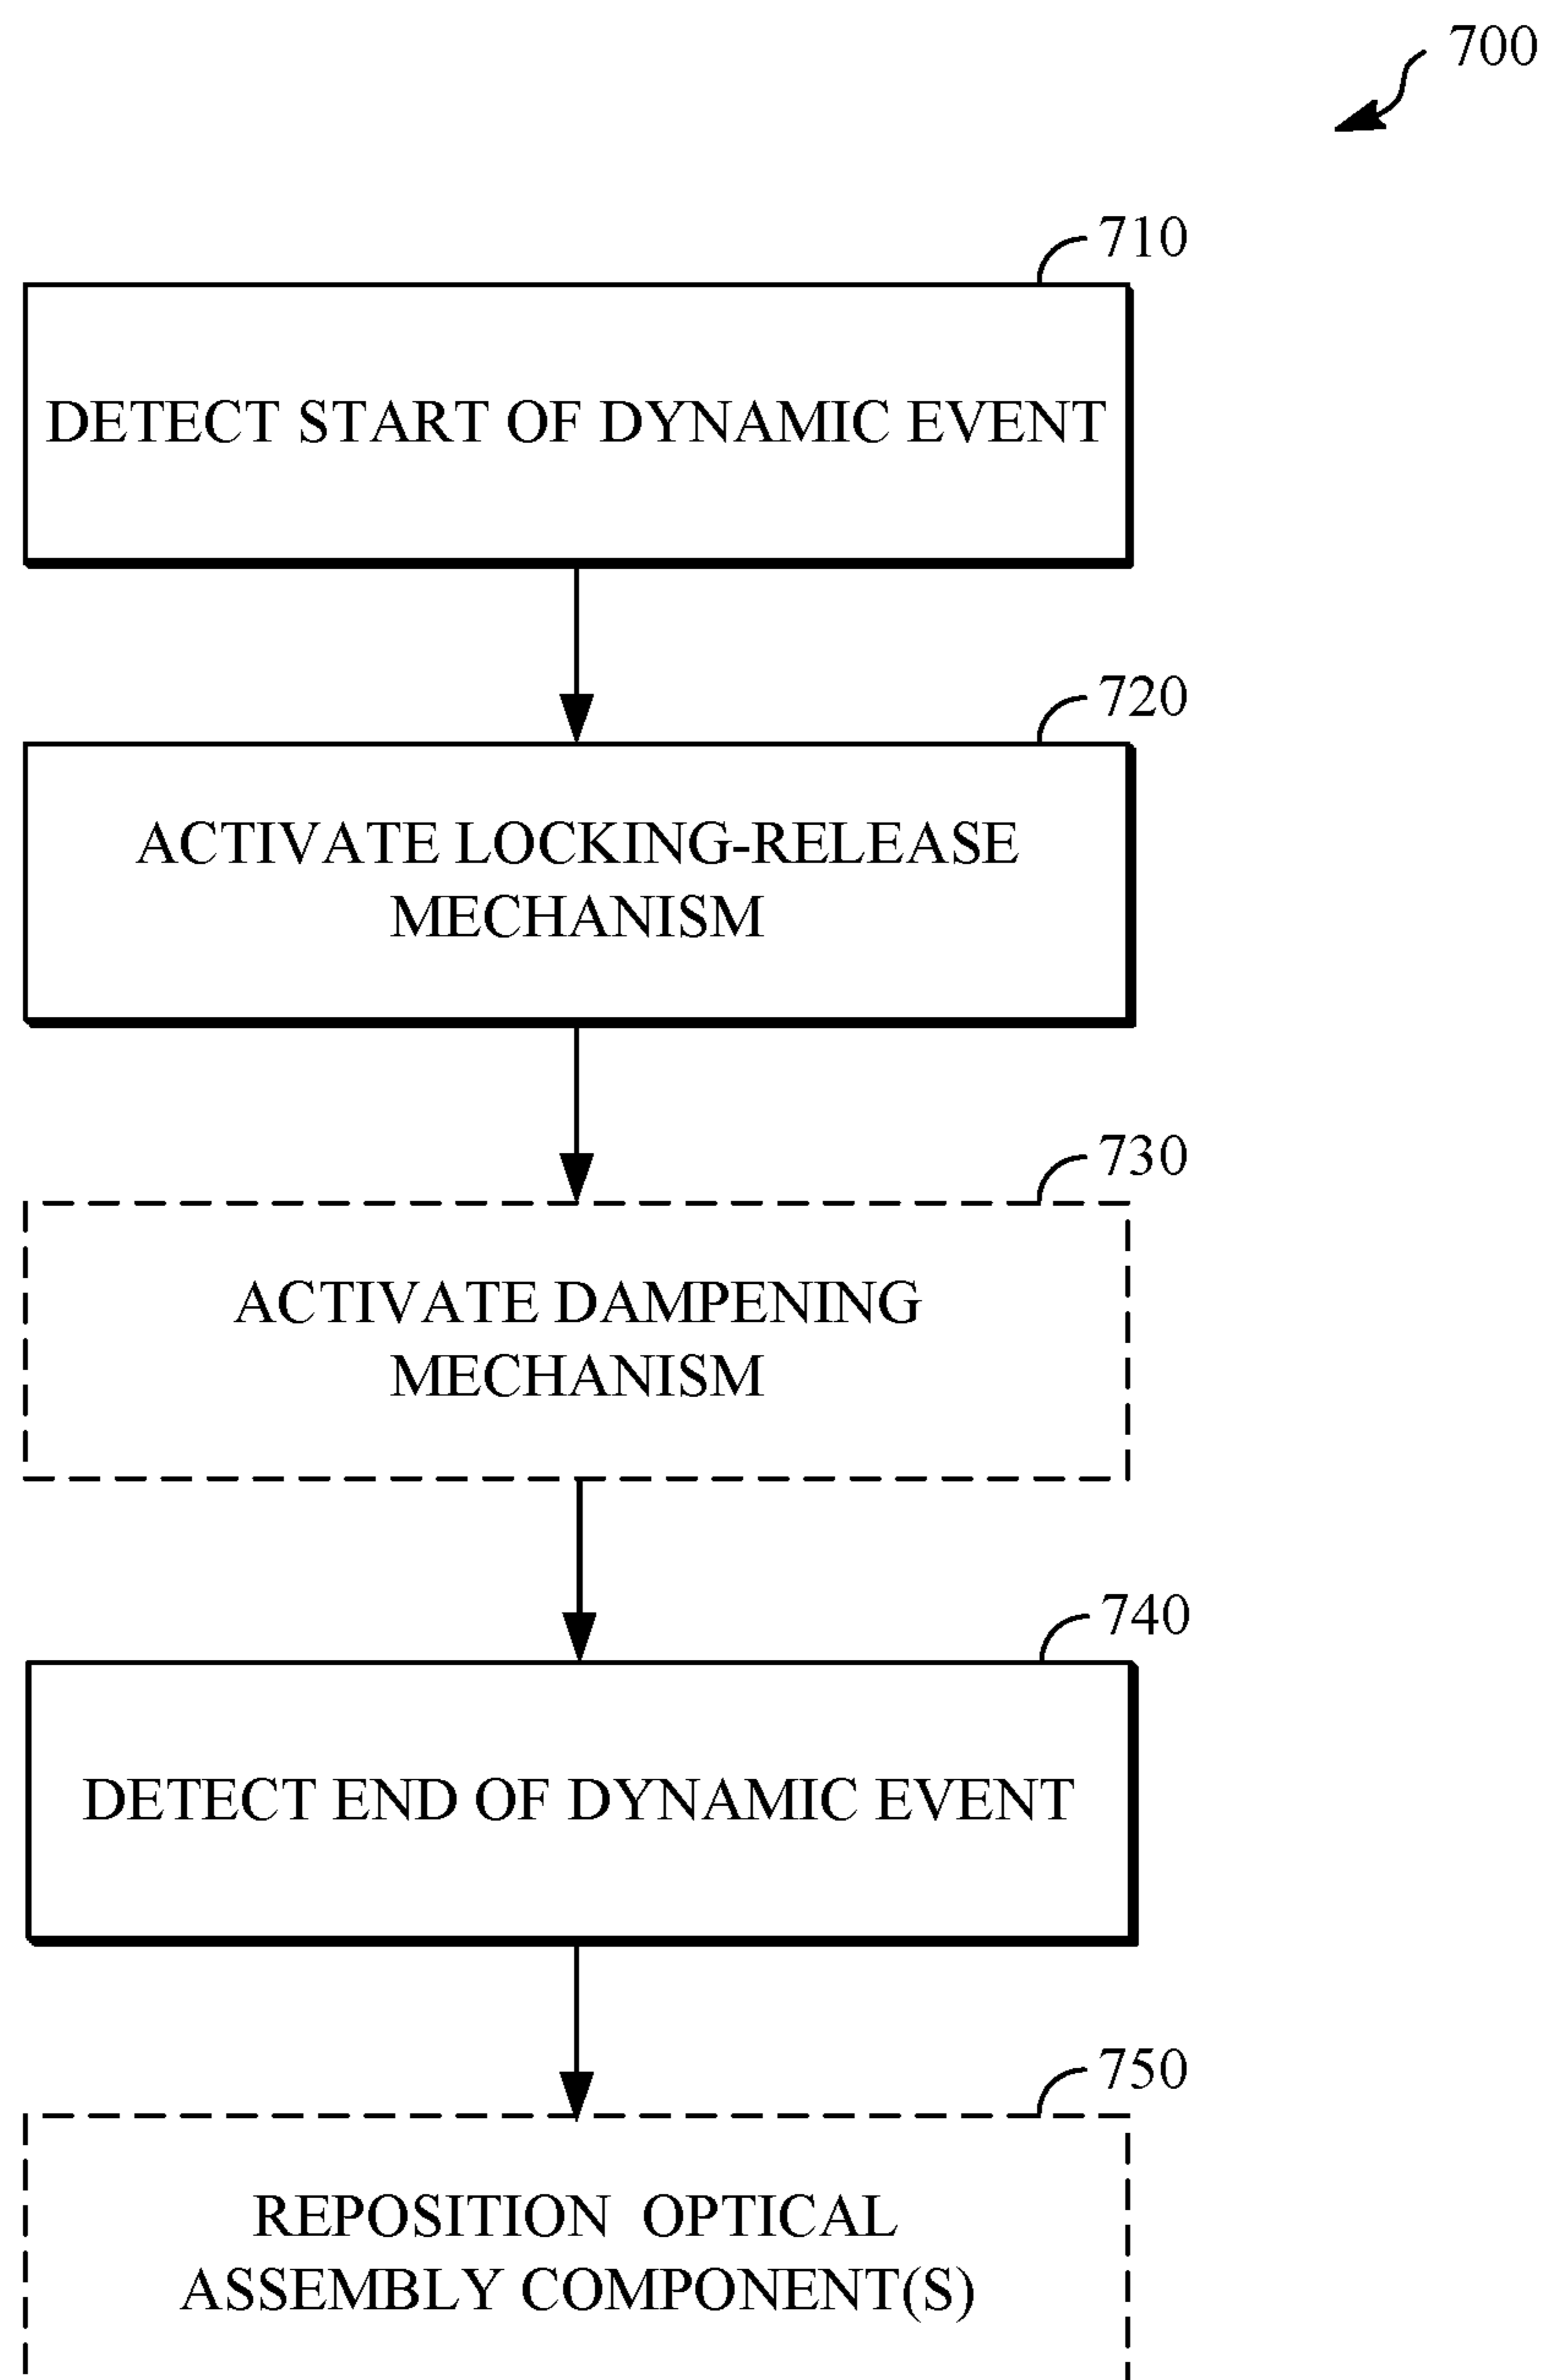 700
710
DETECT START OF DYNAMIC EVENT
720
ACTIVATE LOCKING-RELEASE
MECHANISM
730
ACTIVATE DAMPENING
MECHANISM
740
DETECT END OF DYNAMIC EVENT
750
REPOSITION OPTICAL
ASSEMBLY COMPONENT(S)